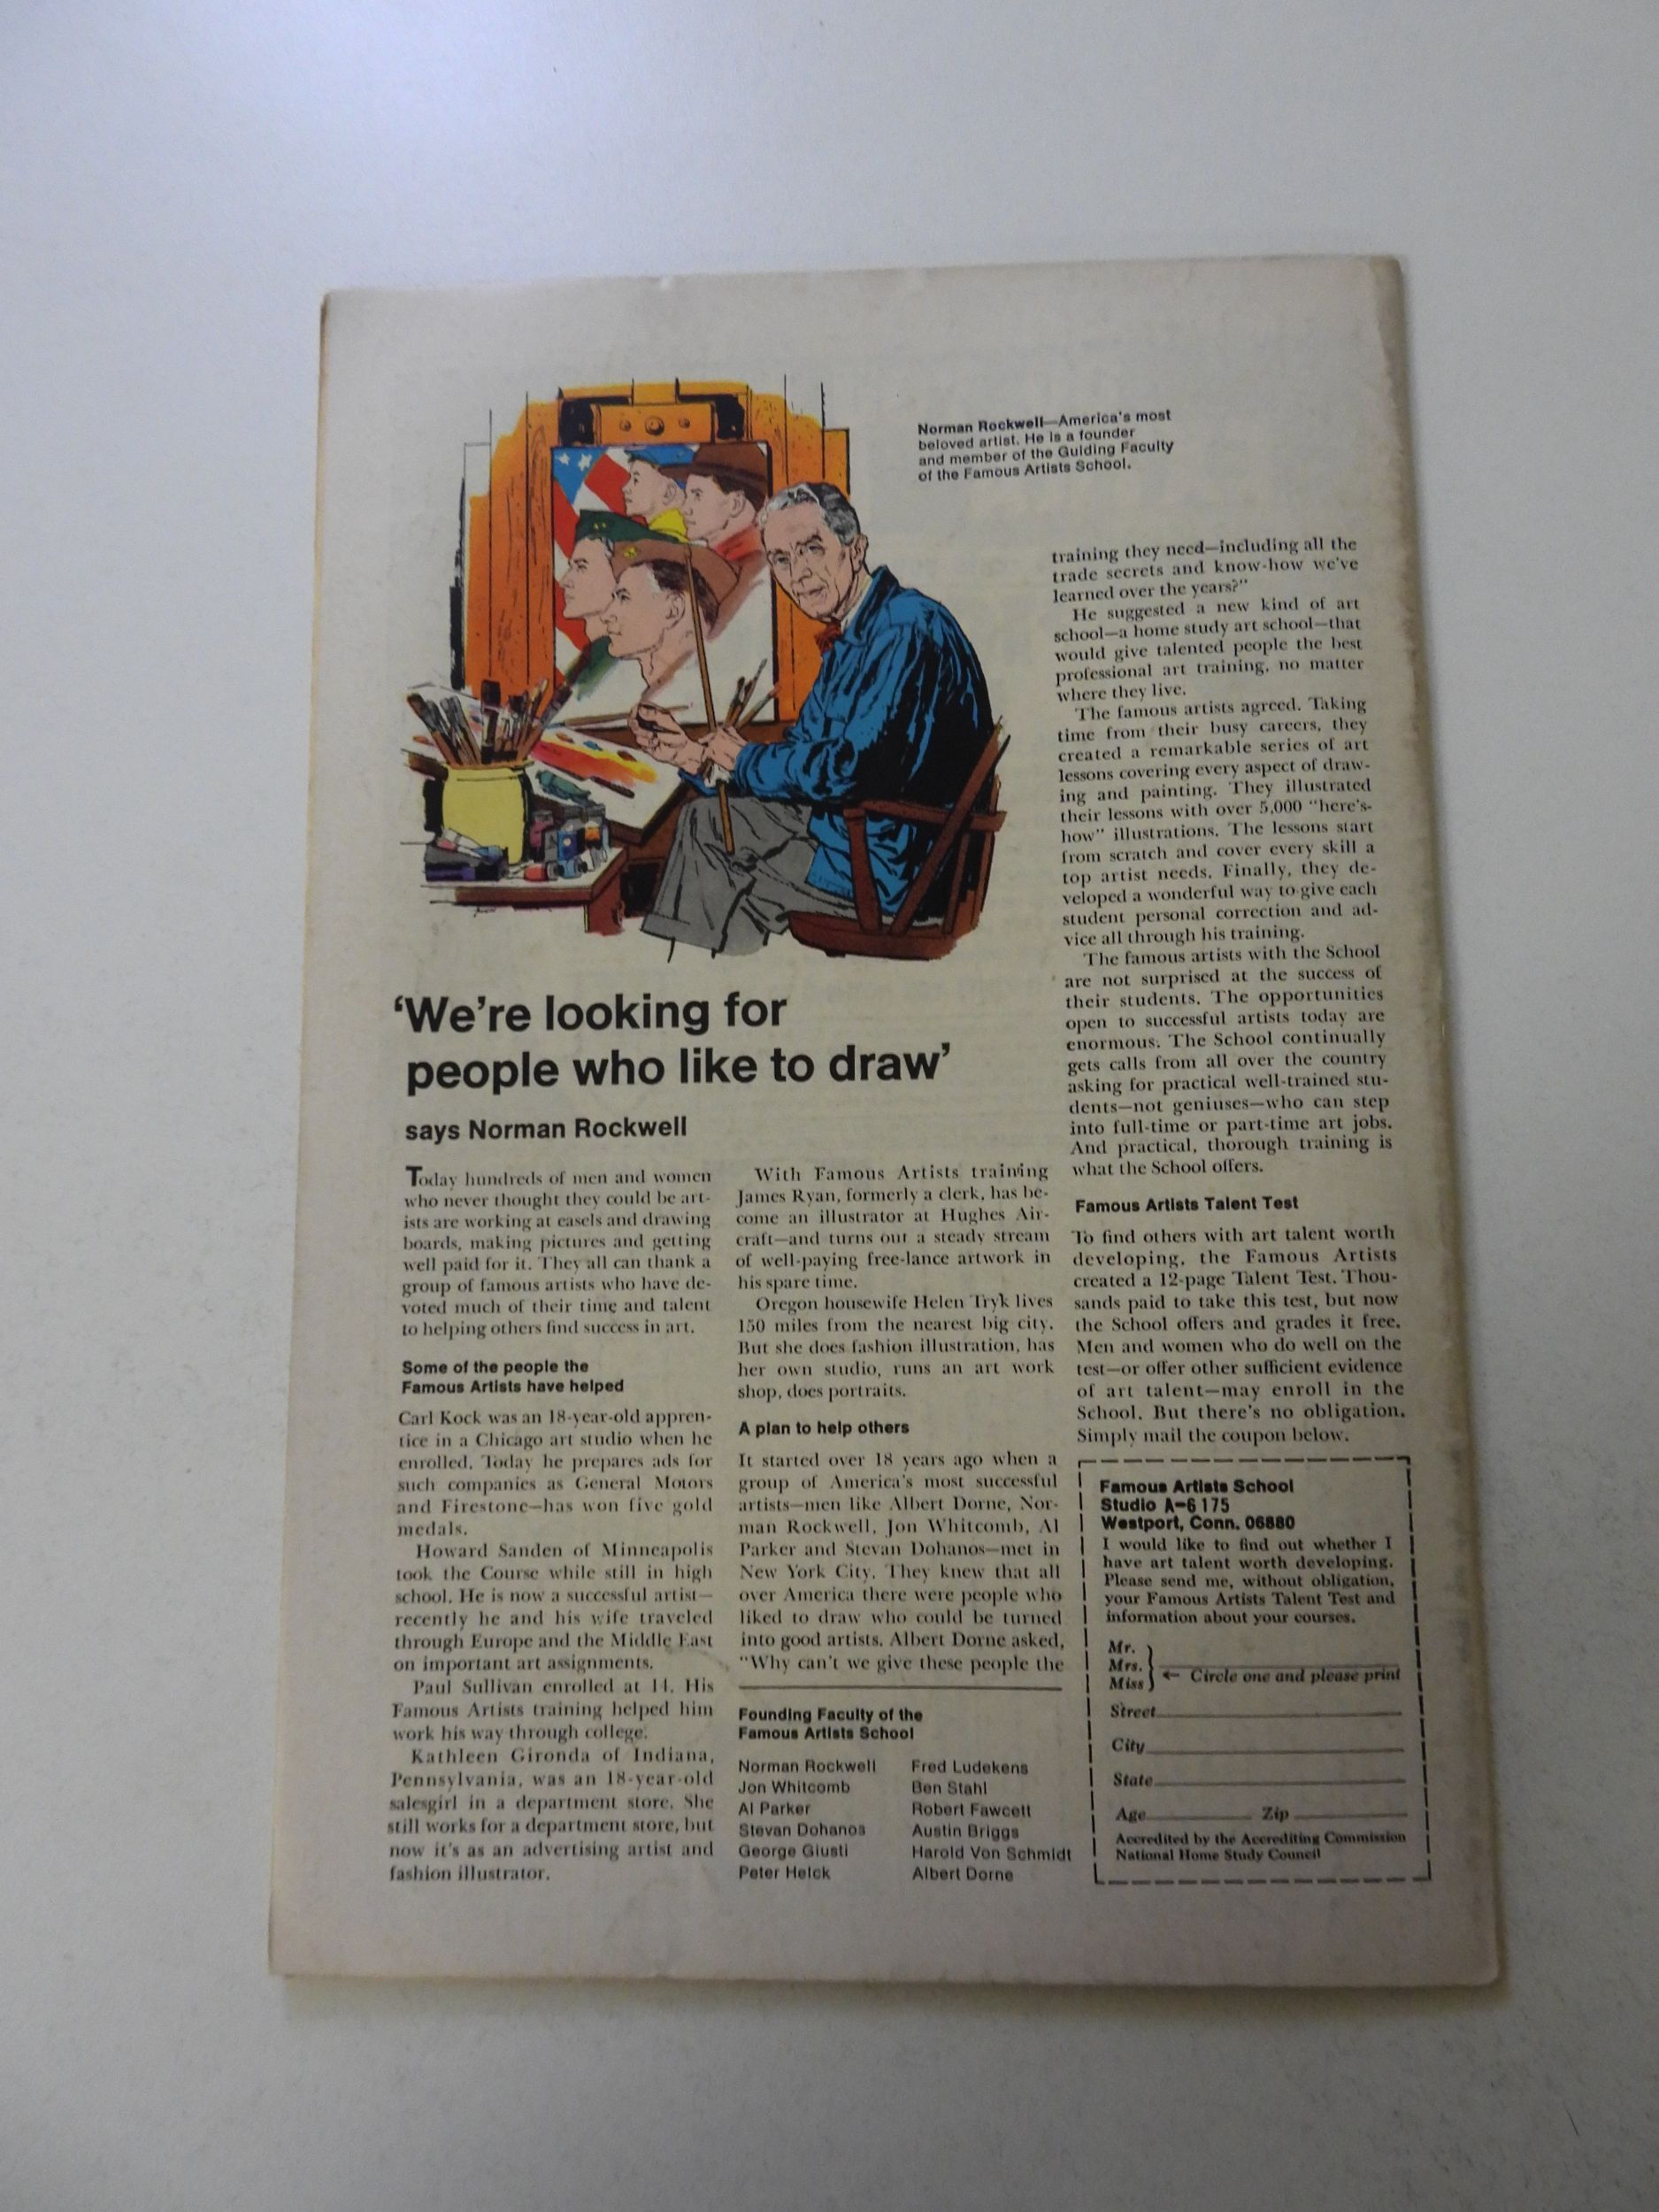 Norman Rockwell—America's most
beloved artist. He is a founder
and member of the Guiding Faculty
of the Famous Artists School.
'We're looking for
people who like to draw'
says Norman Rockwell
Today hundreds of men and women
who never thought they could be art-
ists are working at easels and drawing
boards, making pictures and getting
well paid for it. They all can thank a
group of famous artists who have de-
voted much of their time and talent
to helping others find success in art.
Some of the people the
Famous Artists have helped
Carl Kock was an 18-year-old appren-
tice in a Chicago art studio when he
enrolled. Today he prepares ads for
such companies as General Motors
and Firestone—has won five gold
medals.
Howard Sanden of Minneapolis
took the Course while still in high
school. He is now a successful artist—
recently he and his wife traveled
through Europe and the Middle East
on important art assignments.
Paul Sullivan enrolled at 14. His
Famous Artists training helped him
work his way through college.
Kathleen Gironda of Indiana,
Pennsylvania, was an 18-year-old
salesgirl in a department store. She
still works for a department store, but
now it's as an advertising artist and
fashion illustrator.
With Famous Artists training
James Ryan, formerly a clerk, has be-
come an illustrator at Hughes Air-
craft—and turns out a steady stream
of well-paying free-lance artwork in
his spare time.
Oregon housewife Helen Tryk lives
150 miles from the nearest big city.
But she does fashion illustration, has
her own studio, runs an art work
shop, does portraits.
A plan to help others
It started over 18 years ago when a
group of America's most successful
artists—men like Albert Dorne, Nor-
man Rockwell, Jon Whitcomb, Al
Parker and Stevan Dohanos—met in
New York City. They knew that all
over America there were people who
liked to draw who could be turned
into good artists. Albert Dorne asked,
"Why can't we give these people the
training they need—including all the
trade secrets and know-how we've
learned over the years?"
He suggested a new kind of art
school—a home study art school—that
would give talented people the best
professional art training, no matter
where they live.
The famous artists agreed. Taking
time from their busy careers, they
created a remarkable series of art
lessons covering every aspect of draw-
ing and painting. They illustrated
their lessons with over 5,000 "here's-
how" illustrations. The lessons start
from scratch and cover every skill a
top artist needs. Finally, they de-
veloped a wonderful way to give each
student personal correction and ad-
vice all through his training.
The famous artists with the School
are not surprised at the success of
their students. The opportunities
open to successful artists today are
enormous. The School continually
gets calls from all over the country
asking for practical well-trained stu-
dents—not geniuses—who can step
into full-time or part-time art jobs.
And practical, thorough training is
what the School offers.
Famous Artists Talent Test
To find others with art talent worth
developing, the Famous Artists
created a 12-page Talent Test. Thou-
sands paid to take this test, but now
the School offers and grades it free.
Men and women who do well on the
test—or offer other sufficient evidence
of art talent—may enroll in the
School. But there's no obligation.
Simply mail the coupon below.
Founding Faculty of the
Famous Artists School
Norman Rockwell
Jon Whitcomb
Al Parker
Stevan Dohanos
George Giusti
Peter Helck
Fred Ludekens
Ben Stahl
Robert Fawcett
Austin Briggs
Harold Von Schmidt
Albert Dorne
Famous Artists School
Studio A-6175
Westport, Conn. 06880
I would like to find out whether I
have art talent worth developing.
Please send me, without obligation,
your Famous Artists Talent Test and
information about your courses.
Mr.
Mrs.
Miss
← Circle one and please print
Street
City
State
Age Zip
Accredited by the Accrediting Commission
National Home Study Council